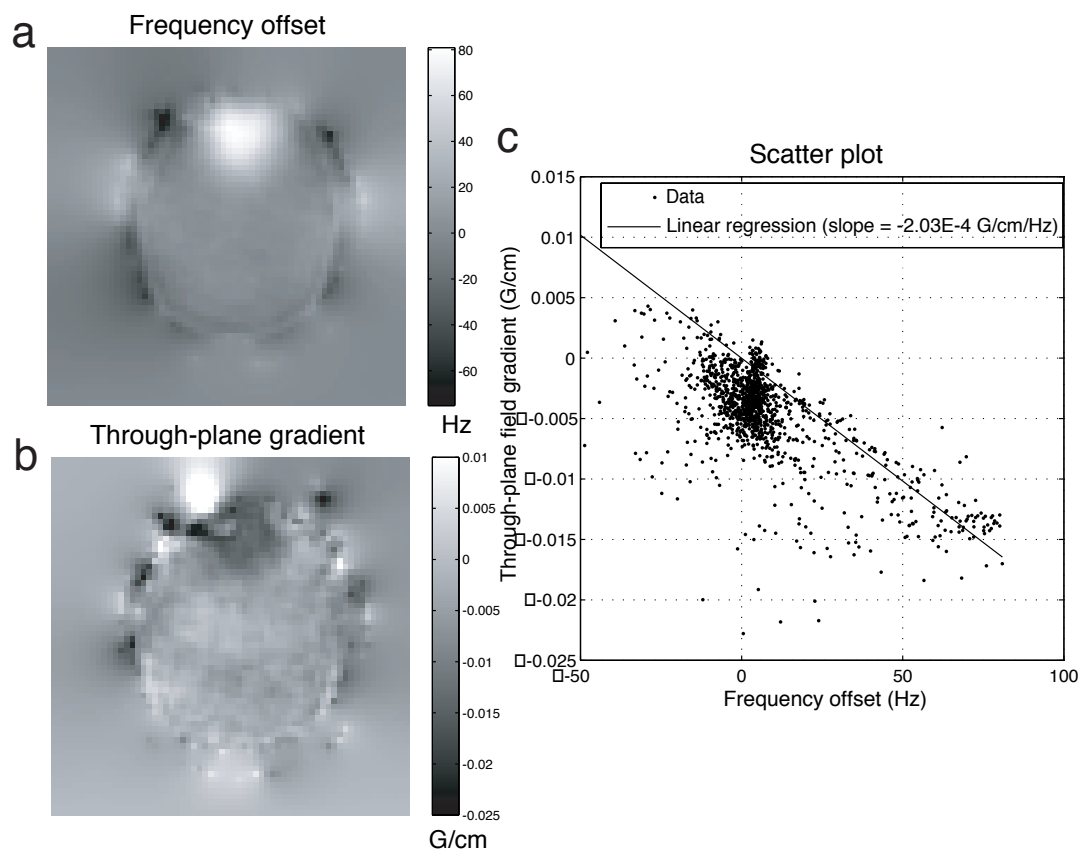 a
Frequency offset
80
60
40
20
0
-20
-40
-60
Hz
b
Through-plane gradient
0.01
0.005
0
-0.005
-0.01
-0.015
-0.02
-0.025
G/cm
c
Scatter plot
Data
Linear regression (slope = -2.03E-4 G/cm/Hz)
Through-plane field gradient (G/cm)
0.015
0.01
0.005
0
□-0.005
□-0.01
□-0.015
□-0.02
□-0.025
□-50
0
50
100
Frequency offset (Hz)